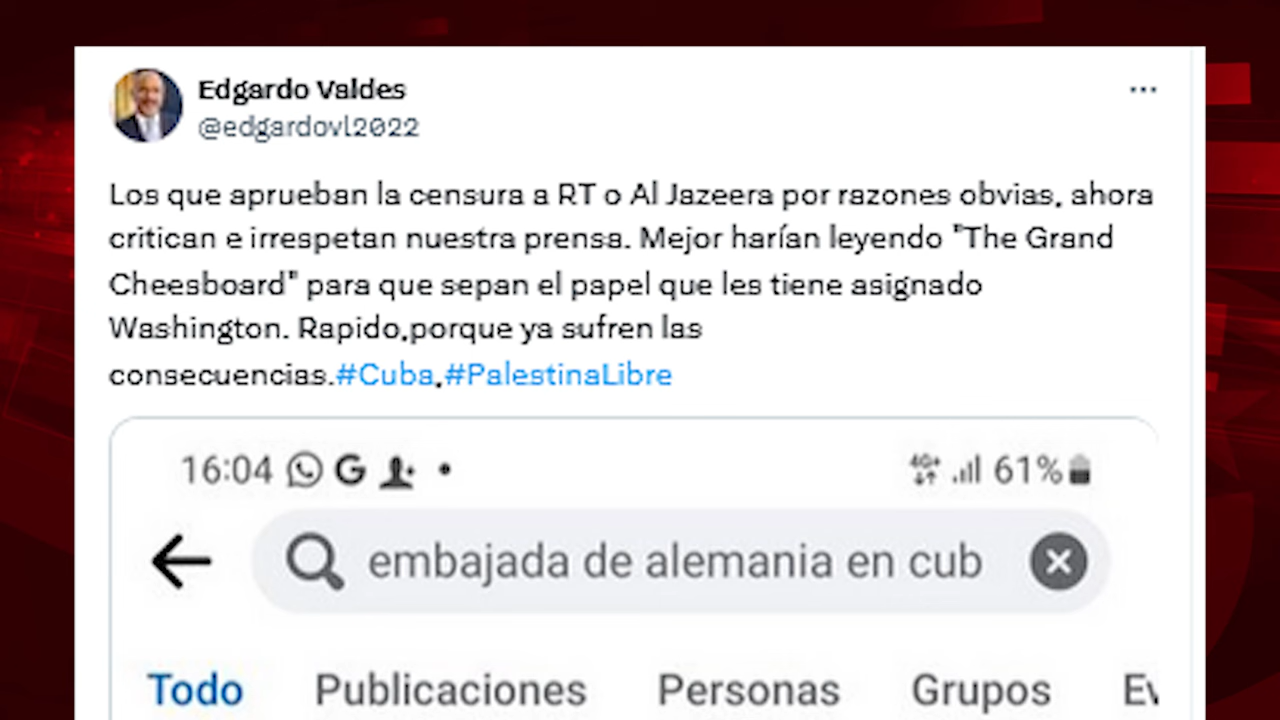 Edgardo Valdes
@edgardovl2022
Los que aprueban la censura a RT o Al Jazeera por razones obvias, ahora
critican e irrespetan nuestra prensa. Mejor harían leyendo "The Grand
Cheesboard" para que sepan el papel que les tiene asignado
Washington. Rapido,porque ya sufren las
consecuencias.#Cuba,#PalestinaLibre
16:04 G 4G+ 61%
embajada de alemania en cub
Todo Publicaciones Personas Grupos Ev